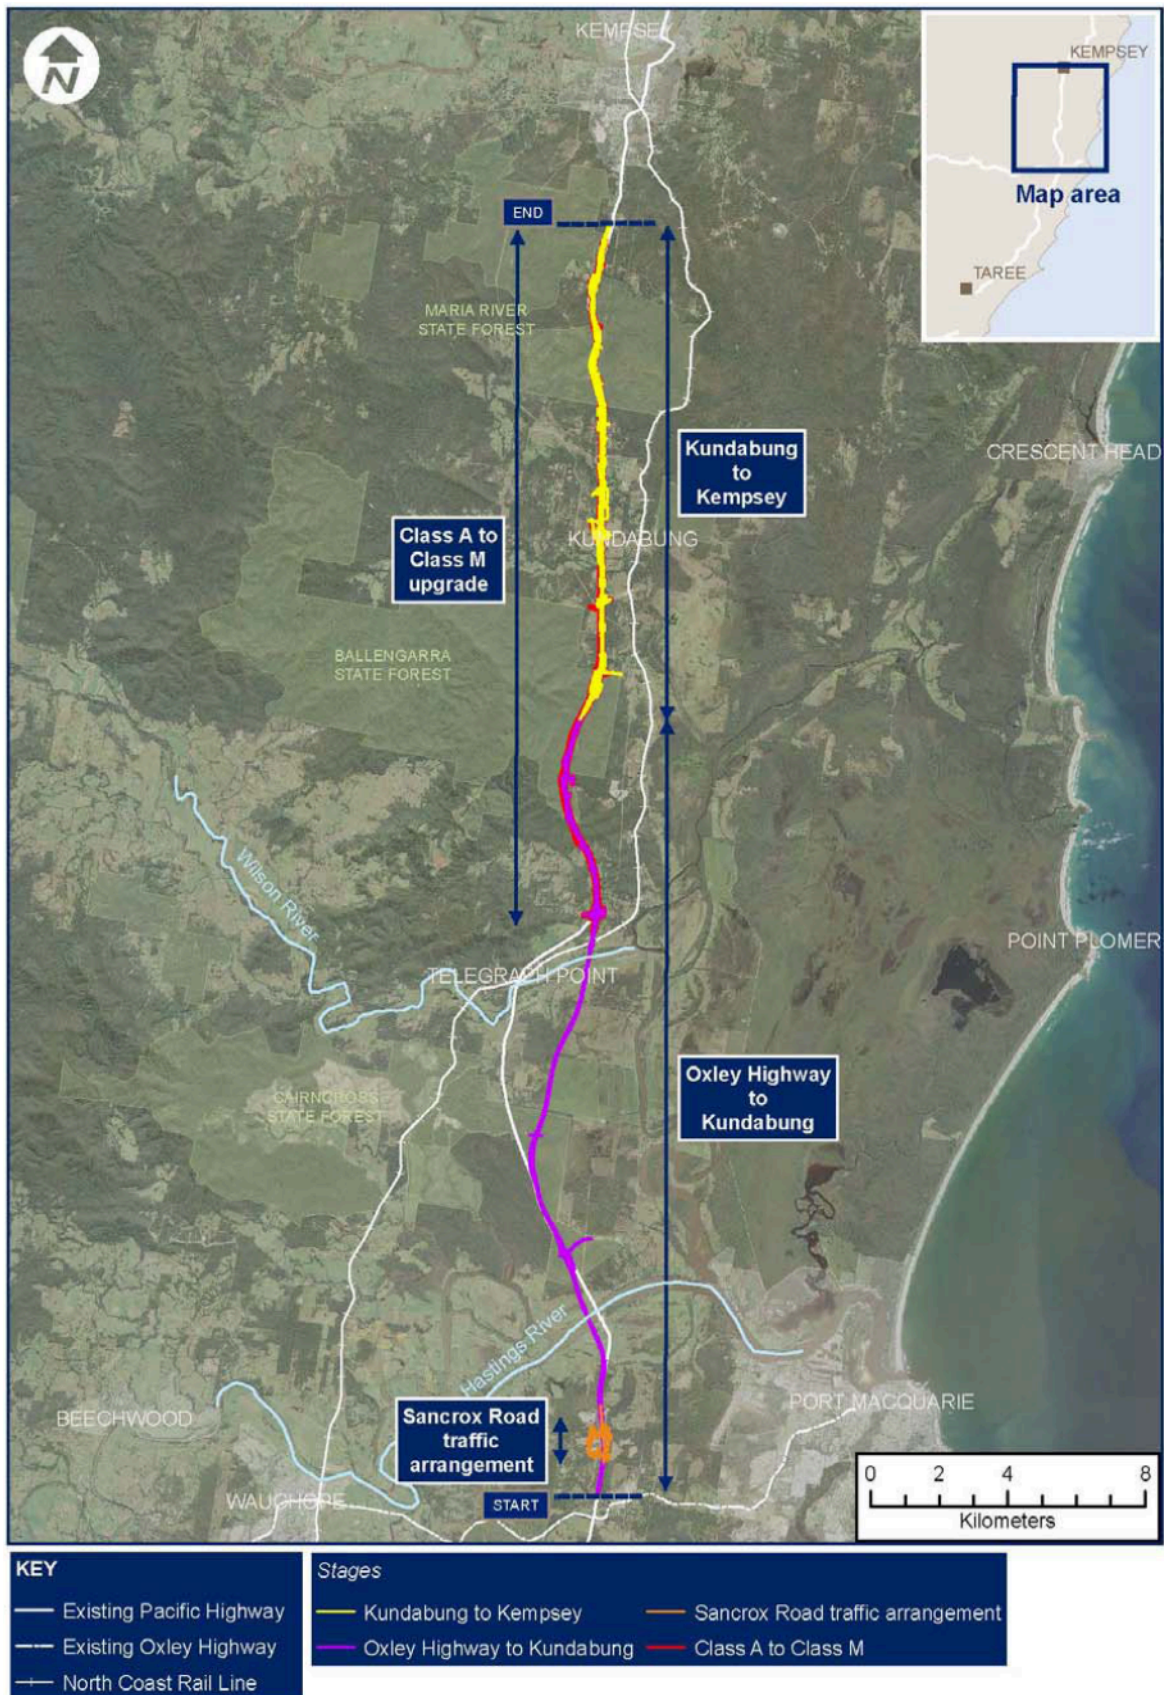 KEMPSEY
N
KEMPSEY
Map area
TAREE
END
MARIA RIVER
STATE FOREST
Kundabung
to
Kempsey
CRESCENT HEAD
Class A to
Class M
upgrade
KUNDABUNG
BALLENGARRA
STATE FOREST
Wilson River
POINT PLOMER
TELEGRAPH POINT
Oxley Highway
to
Kundabung
CAIRNCROSS
STATE FOREST
Hastings River
PORT MACQUARIE
BEECHWOOD
Sancrox Road
traffic
arrangement
WAUCHOPE
START
0 2 4 8
Kilometers
KEY
Existing Pacific Highway
Existing Oxley Highway
North Coast Rail Line
Stages
Kundabung to Kempsey
Oxley Highway to Kundabung
Sancrox Road traffic arrangement
Class A to Class M